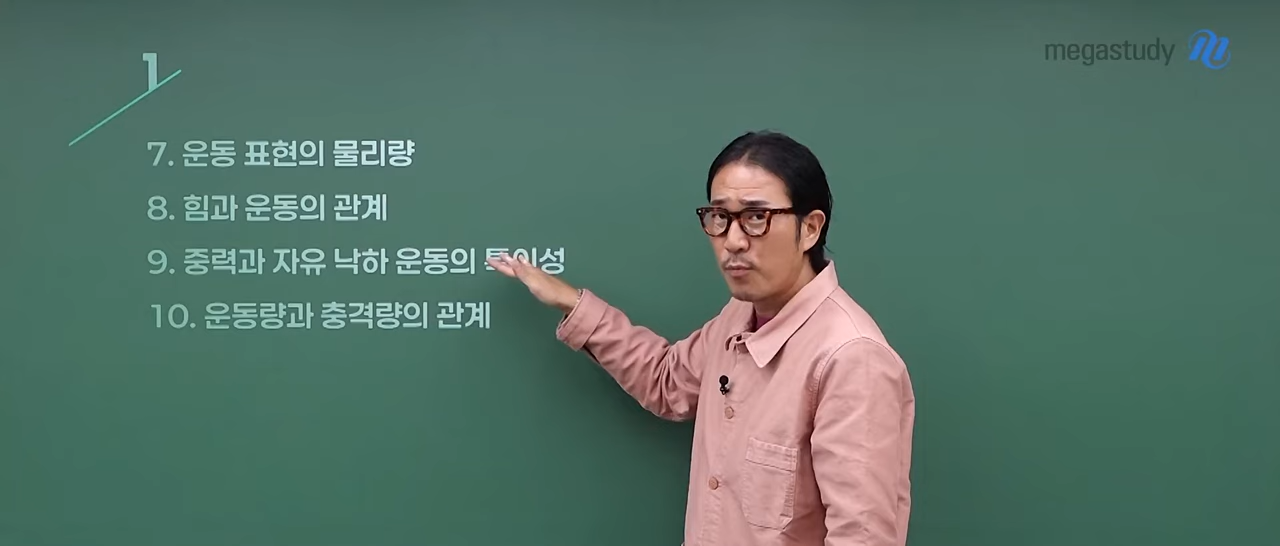 megastudy
1
7. 운동 표현의 물리량
8. 힘과 운동의 관계
9. 중력과 자유 낙하 운동의
10. 운동량과 충격량의 관계